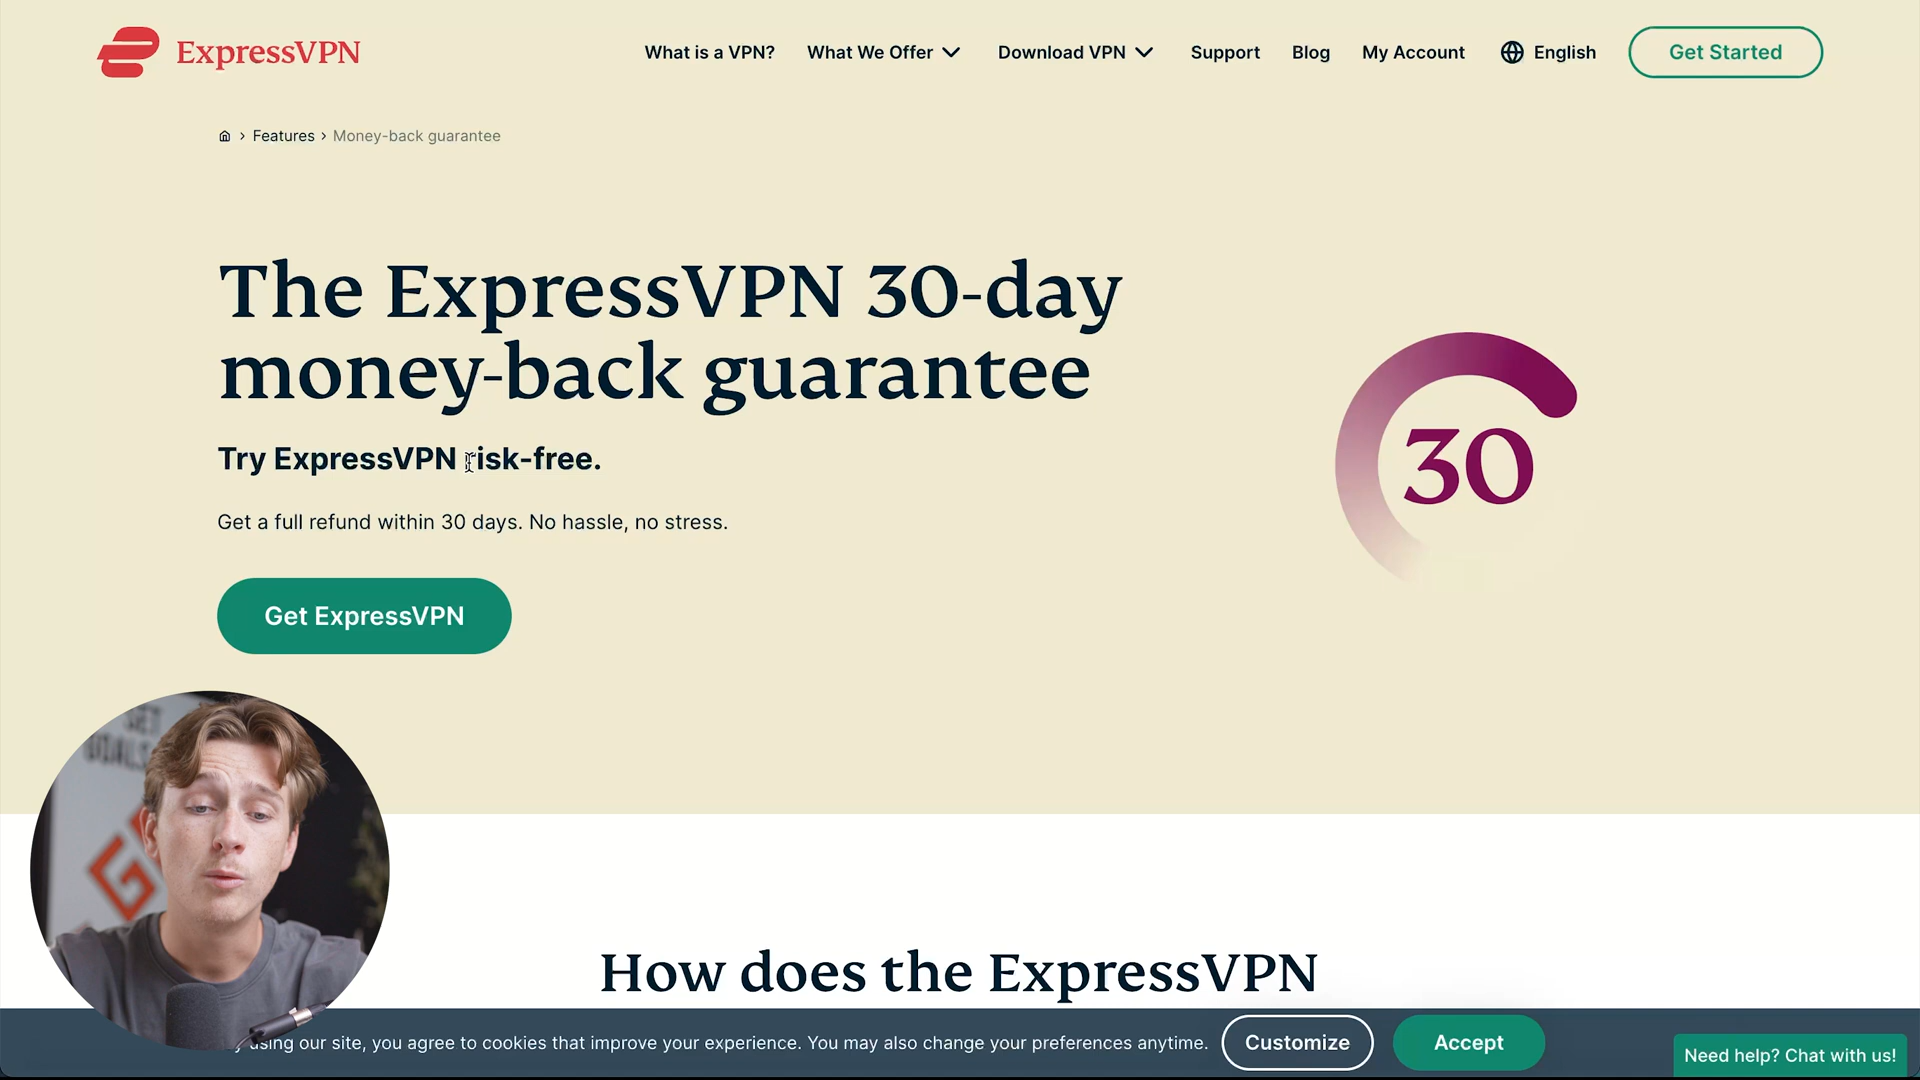 ExpressVPN
What is a VPN? What We Offer Download VPN Support Blog My Account English Get Started
Features > Money-back guarantee
The ExpressVPN 30-day
money-back guarantee
Try ExpressVPN risk-free.
30
Get a full refund within 30 days. No hassle, no stress.
Get ExpressVPN
SET
GOALS
G
How does the ExpressVPN
using our site, you agree to cookies that improve your experience. You may also change your preferences anytime. Customize Accept
Need help? Chat with us!